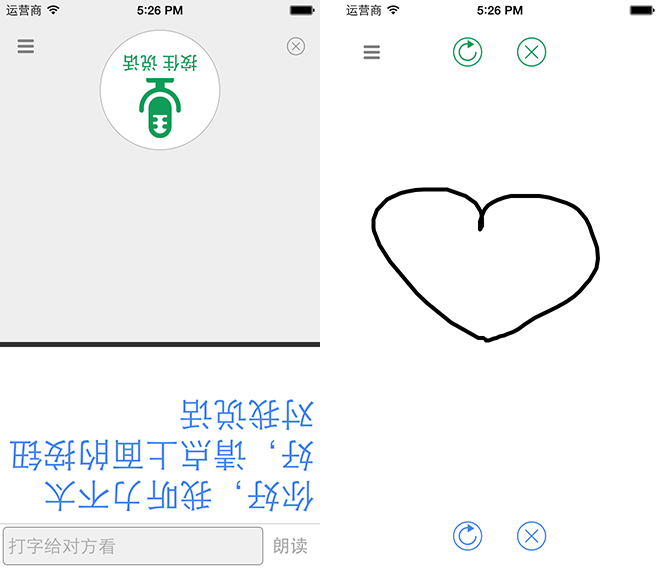 运营商 5:26 PM
按住 说话
你好，我听力不太
好，请点上面的按钮
对我说话
打字给对方看 朗读
运营商 5:26 PM